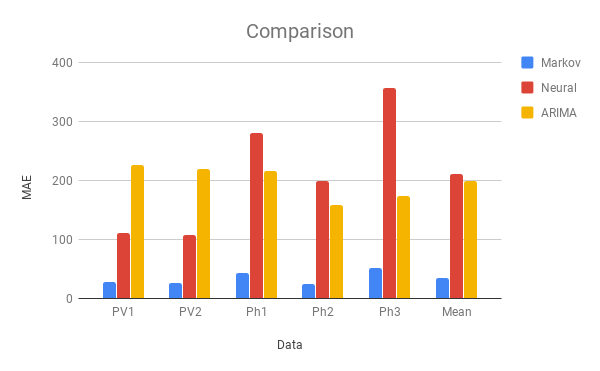 Comparison
400
300
200
100
0
MAE
PV1 PV2 Ph1 Ph2 Ph3 Mean
Data
Markov
Neural
ARIMA